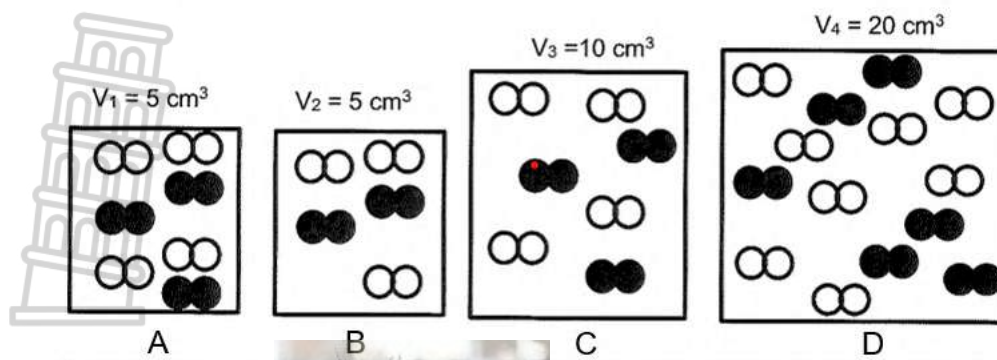 V₁ = 5 cm³
V₂ = 5 cm³
V₃ =10 cm³
V₄ = 20 cm³
A
B
C
D